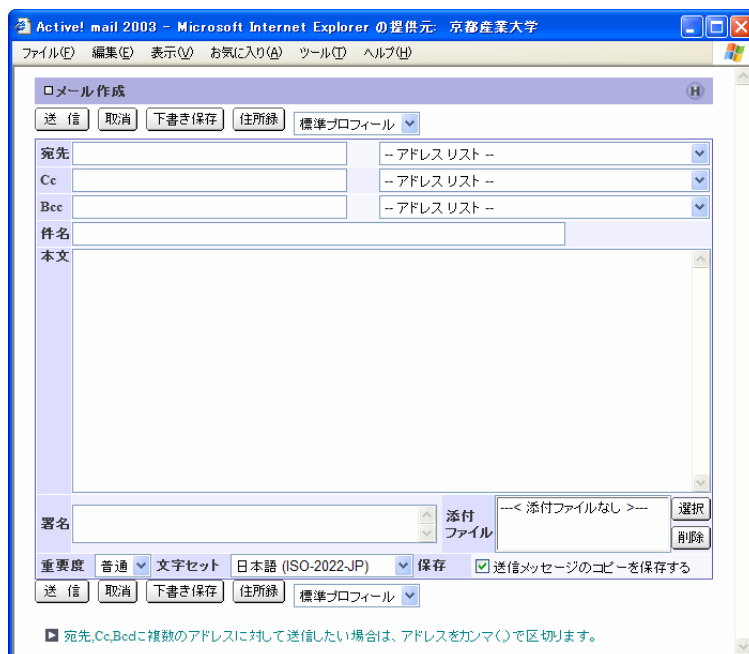 Active! mail 2003 - Microsoft Internet Explorer の提供元: 京都産業大学
ファイル(F) 編集(E) 表示(V) お気に入り(A) ツール(T) ヘルプ(H)
ロメール作成 H
送 信 取消 下書き保存 住所録 標準プロフィール
宛先 -- アドレス リスト --
Cc -- アドレス リスト --
Bcc -- アドレス リスト --
件名
本文
署名 添付ファイル ---< 添付ファイルなし >--- 選択
削除
重要度 普通 文字セット 日本語 (ISO-2022-JP) 保存 送信メッセージのコピーを保存する
送 信 取消 下書き保存 住所録 標準プロフィール
宛先,Cc,Bccに複数のアドレスに対して送信したい場合は、アドレスをカンマ(,)で区切ります。